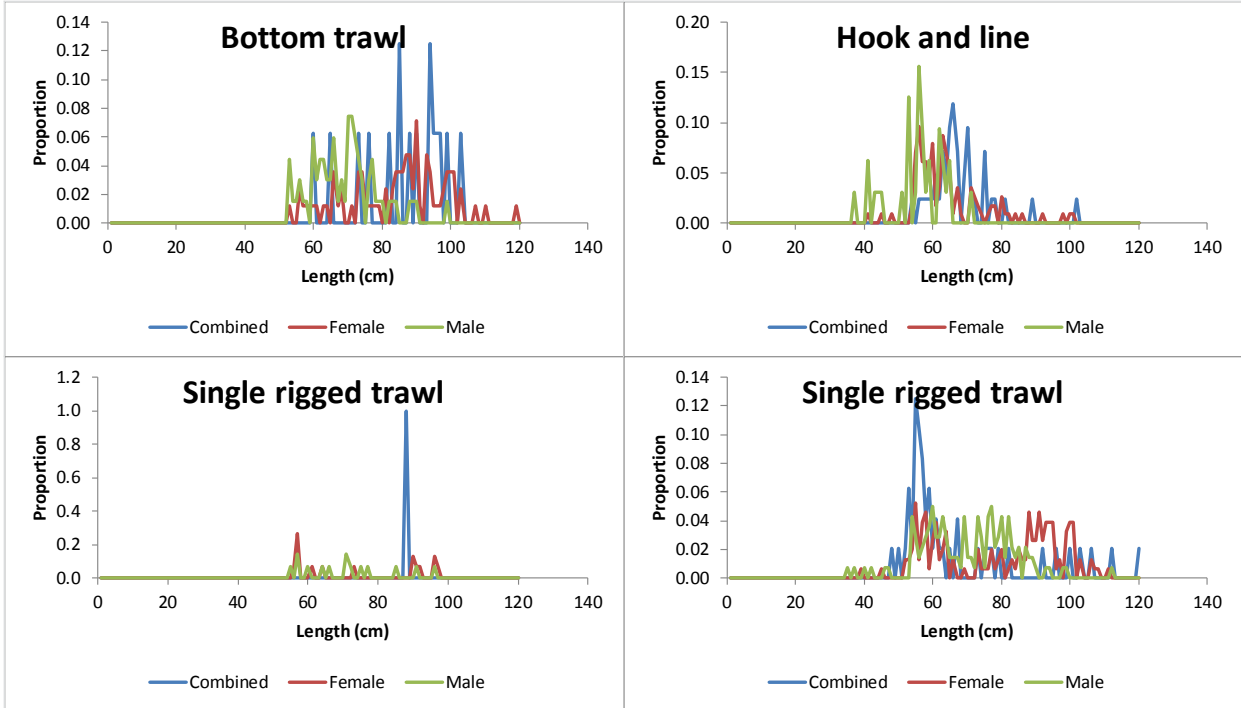 Bottom trawl
Proportion
0.14
0.12
0.10
0.08
0.06
0.04
0.02
0.00
0 20 40 60 80 100 120 140
Length (cm)
Combined Female Male
Hook and line
Proportion
0.20
0.15
0.10
0.05
0.00
0 20 40 60 80 100 120 140
Length (cm)
Combined Female Male
Single rigged trawl
Proportion
1.2
1.0
0.8
0.6
0.4
0.2
0.0
0 20 40 60 80 100 120 140
Length (cm)
Combined Female Male
Single rigged trawl
Proportion
0.14
0.12
0.10
0.08
0.06
0.04
0.02
0.00
0 20 40 60 80 100 120 140
Length (cm)
Combined Female Male